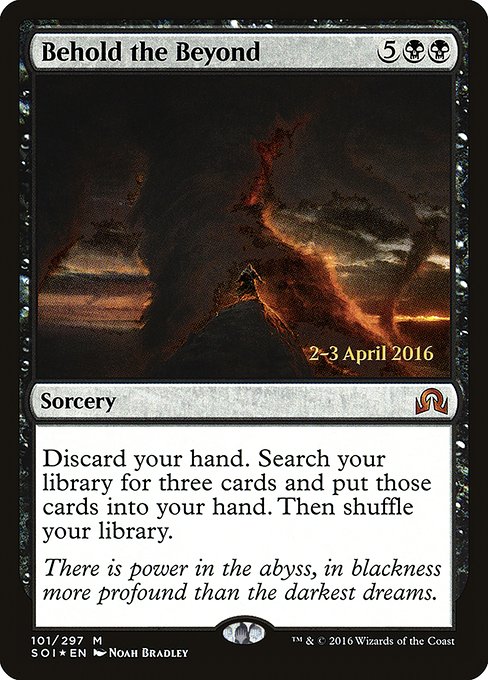 Behold the Beyond 5
2–3 April 2016
Sorcery
Discard your hand. Search your
library for three cards and put those
cards into your hand. Then shuffle
your library.
There is power in the abyss, in blackness
more profound than the darkest dreams.
101/297 M
SOI★EN NOAH BRADLEY
™ & © 2016 Wizards of the Coast